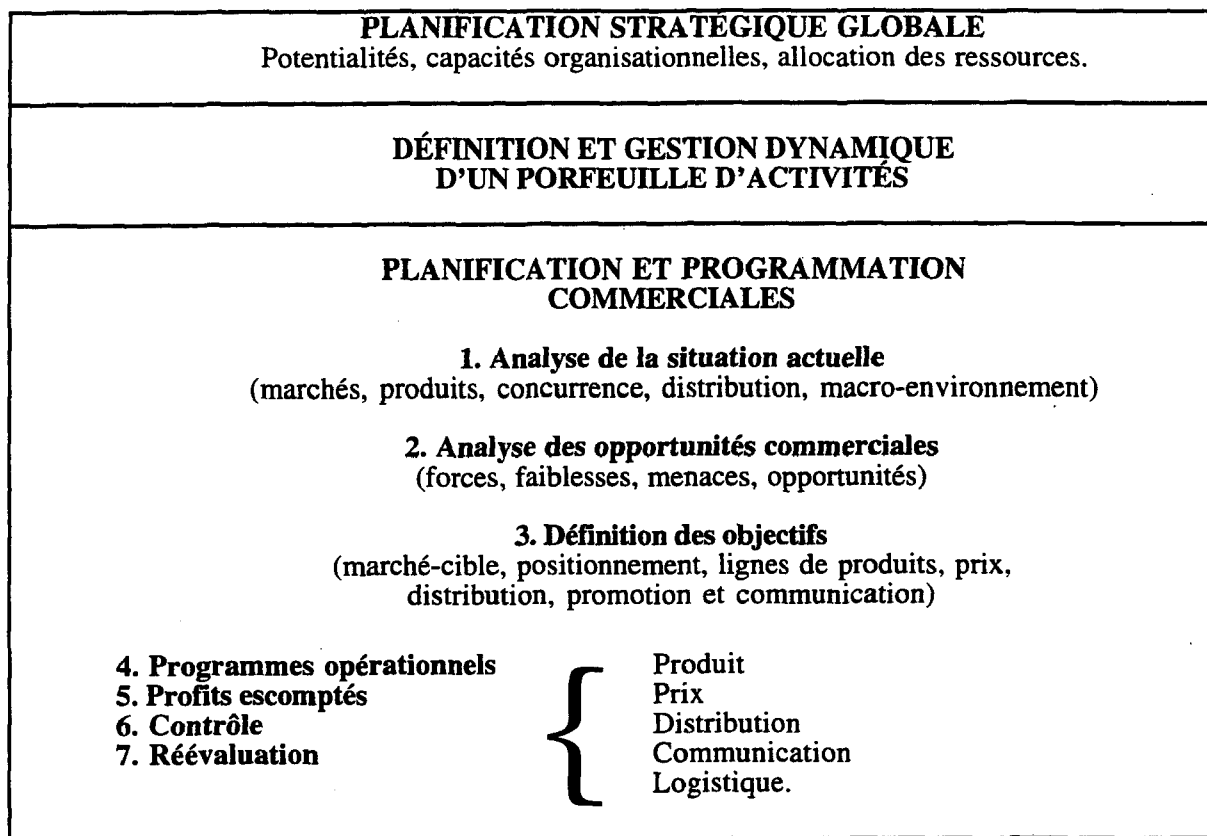 PLANIFICATION STRATÉGIQUE GLOBALE
Potentialités, capacités organisationnelles, allocation des ressources.
DÉFINITION ET GESTION DYNAMIQUE
D'UN PORFEUILLE D'ACTIVITÉS
PLANIFICATION ET PROGRAMMATION
COMMERCIALES
1. Analyse de la situation actuelle
(marchés, produits, concurrence, distribution, macro-environnement)
2. Analyse des opportunités commerciales
(forces, faiblesses, menaces, opportunités)
3. Définition des objectifs
(marché-cible, positionnement, lignes de produits, prix,
distribution, promotion et communication)
4. Programmes opérationnels
5. Profits escomptés
6. Contrôle
7. Réévaluation
Produit
Prix
Distribution
Communication
Logistique.